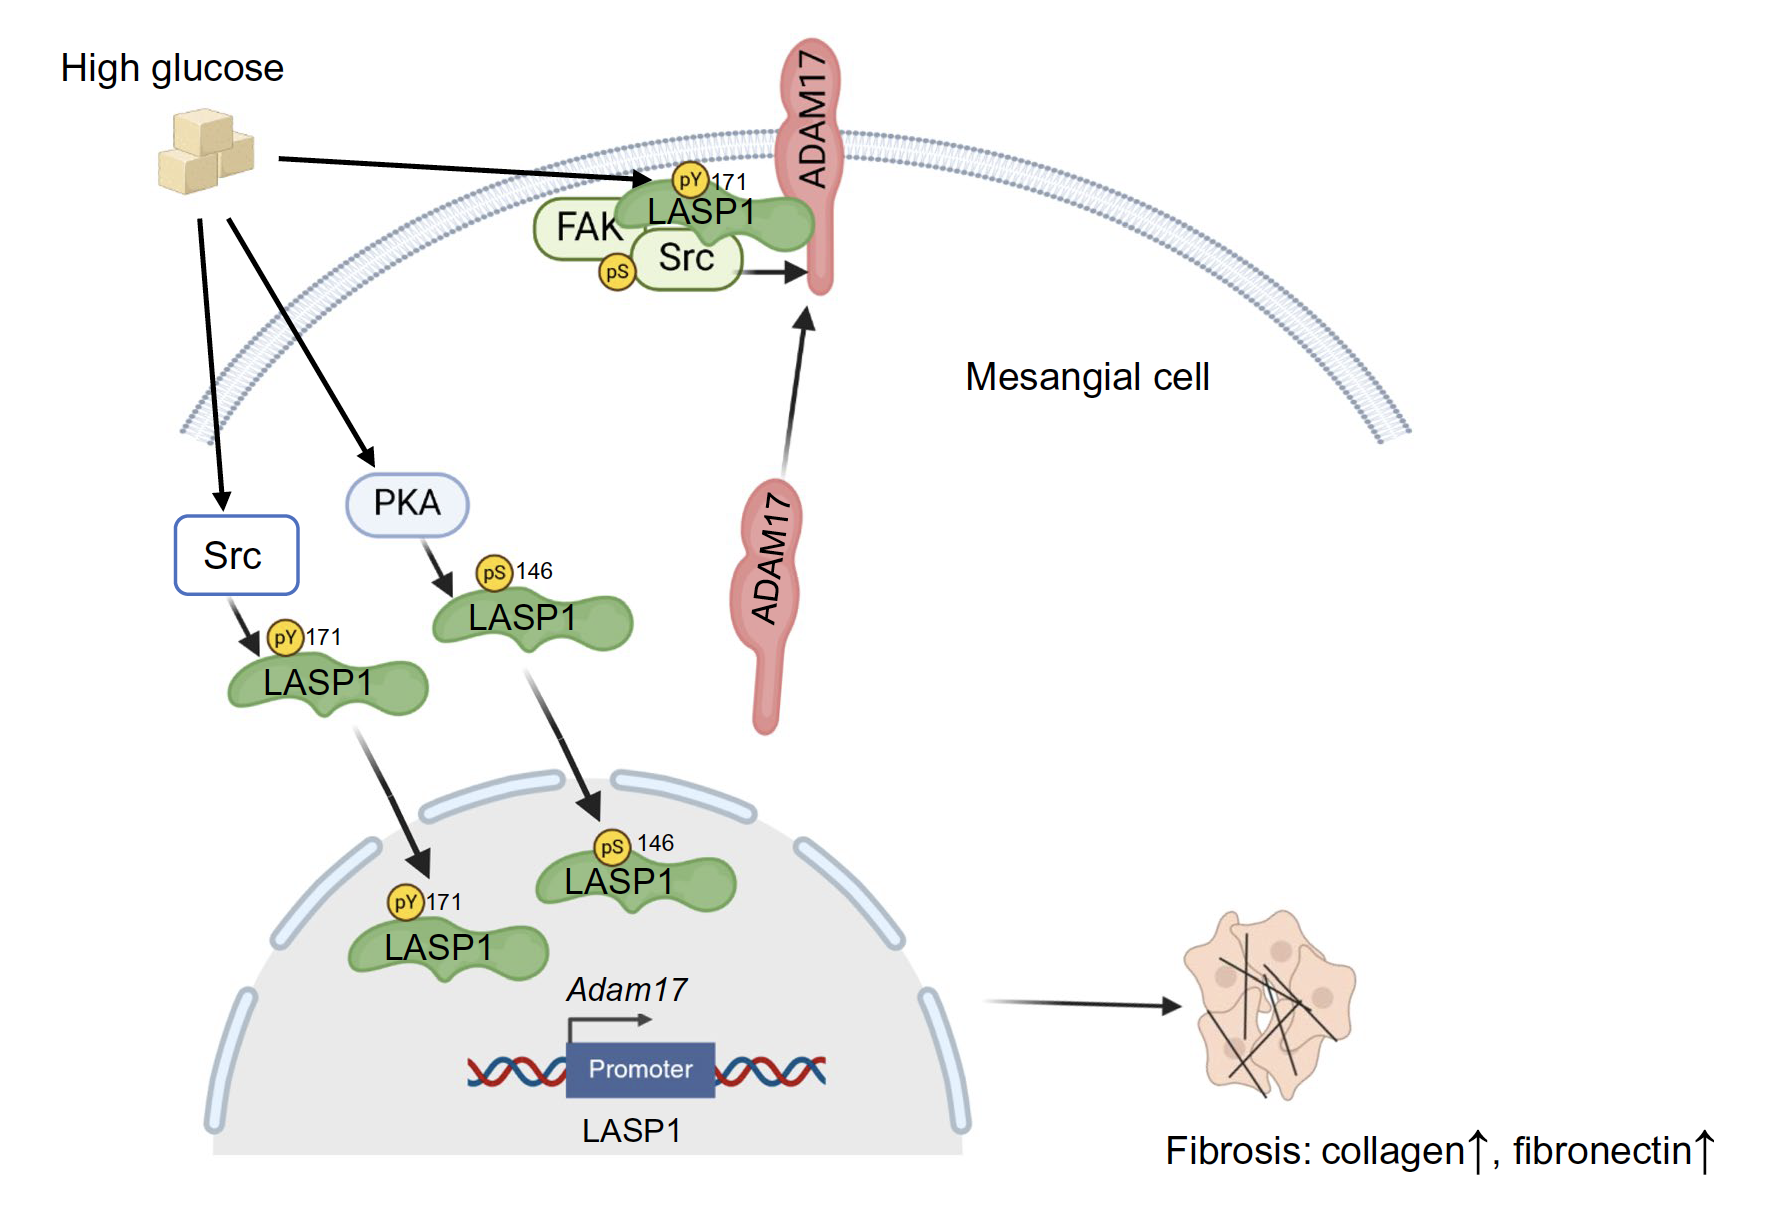 High glucose
ADAM17
pY 171
LASP1
FAK
Src
pS
Mesangial cell
PKA
Src
pS 146
LASP1
ADAM17
pY 171
LASP1
pS 146
LASP1
pY 171
LASP1
Adam17
Promoter
LASP1
Fibrosis: collagen↑, fibronectin↑